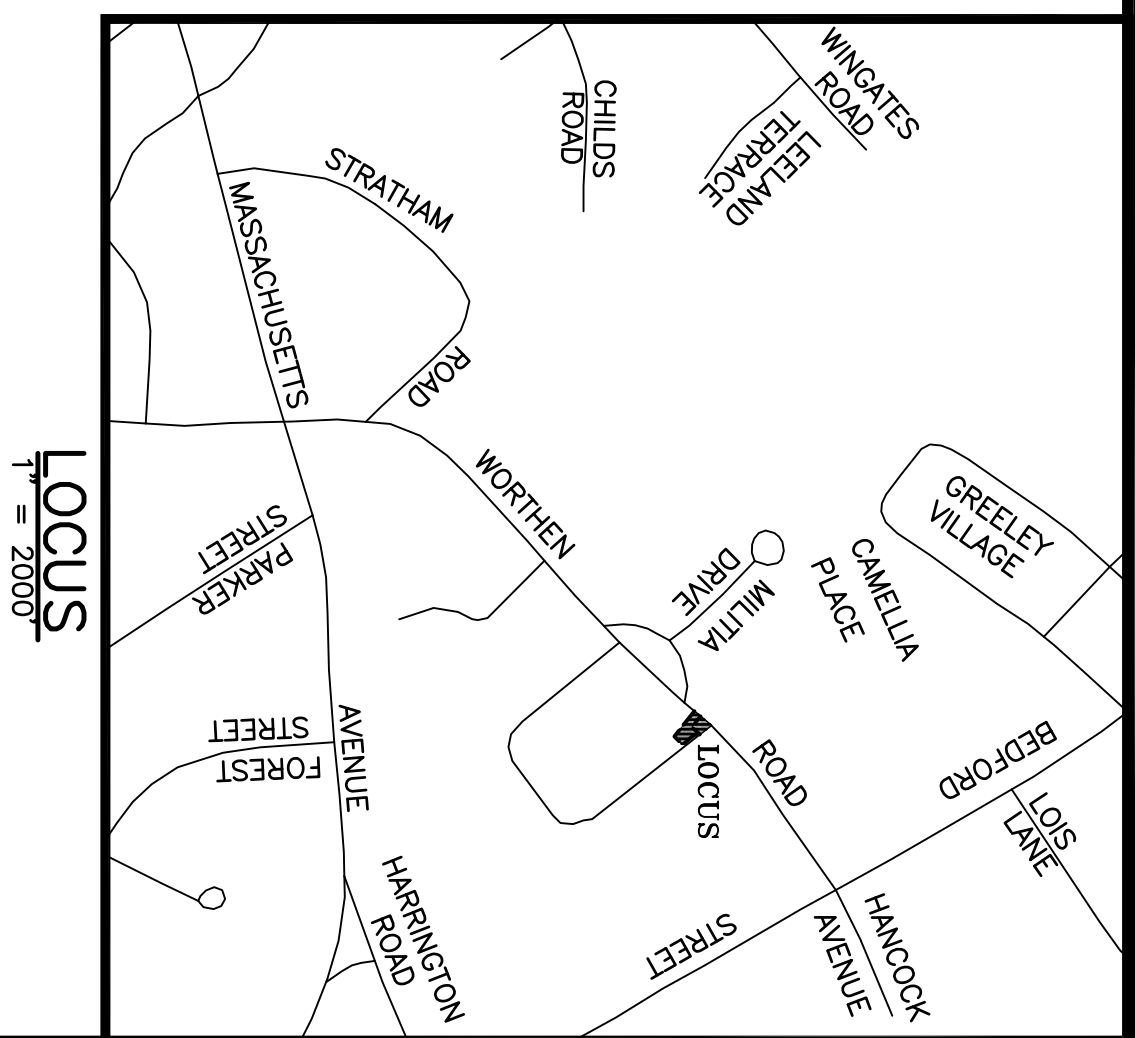 WINGATES
ROAD
LEELAND
TERRACE
CHILDS
ROAD
STRATHAM
ROAD
MASSACHUSETTS
AVENUE
WORTHEN
ROAD
GREELEY
VILLAGE
CAMELLIA
PLACE
MILITIA
DRIVE
PARKER
STREET
FOREST
STREET
LOCUS
BEDFORD
STREET
LOIS
LANE
HANCOCK
AVENUE
HARRINGTON
ROAD
LOCUS
1" = 2000'